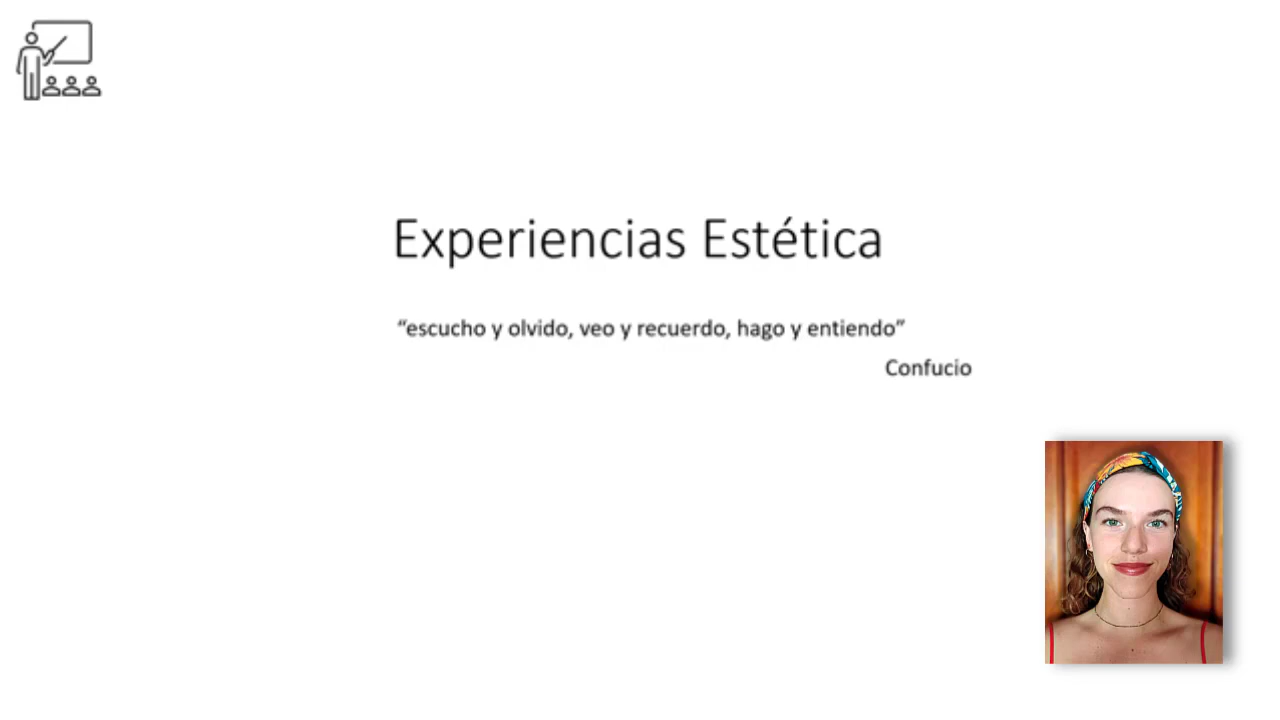 Experiencias Estética
“escucho y olvido, veo y recuerdo, hago y entiendo”
Confucio